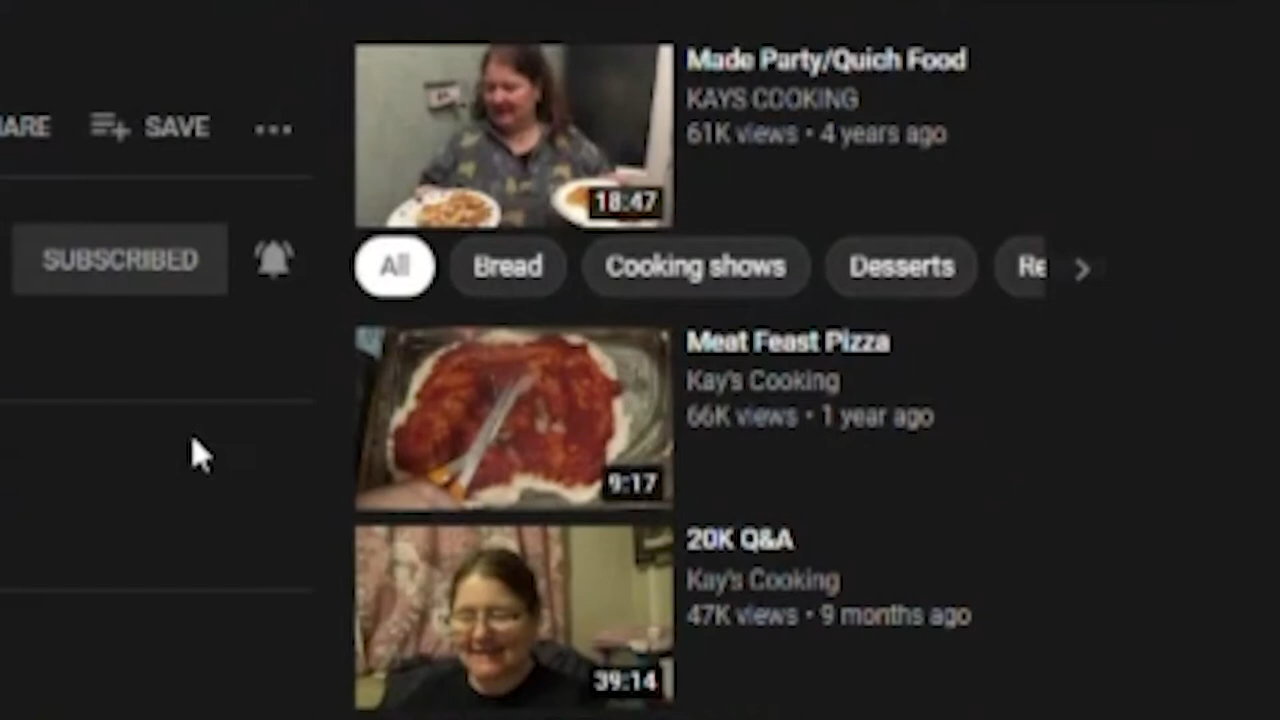 Made Party/Quich Food
KAYS COOKING
61K views • 4 years ago
18:47
SAVE
SUBSCRIBED
All
Bread
Cooking shows
Desserts
Meat Feast Pizza
Kay's Cooking
66K views • 1 year ago
9:17
20K Q&A
Kay's Cooking
47K views • 9 months ago
39:14